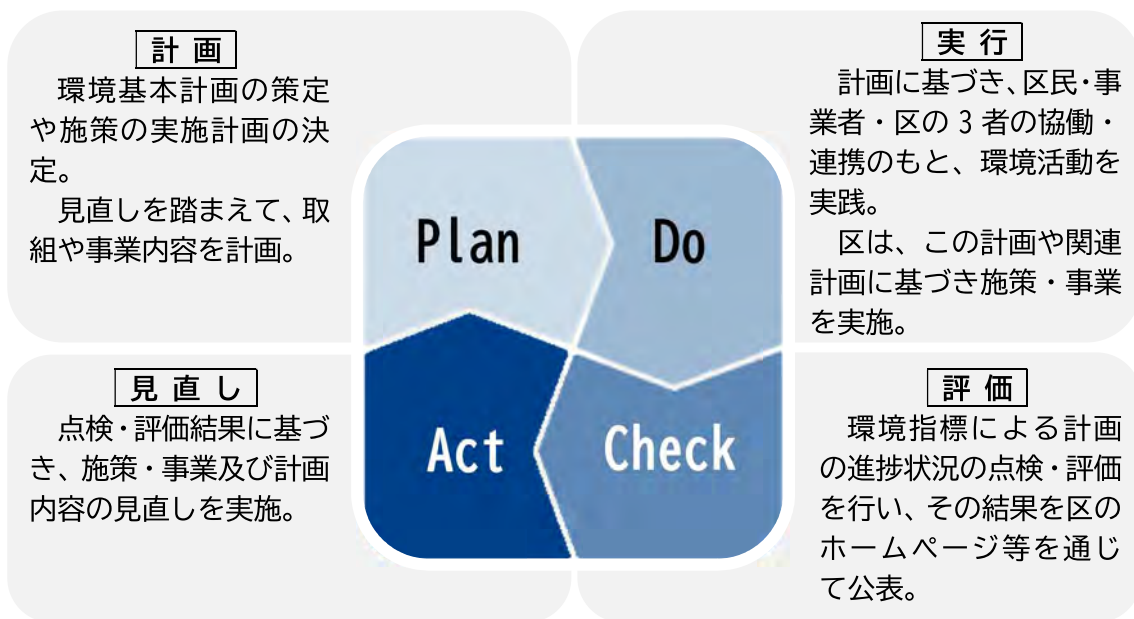 計画
環境基本計画の策定
や施策の実施計画の決
定。
見直しを踏まえて、取
組や事業内容を計画。
実行
計画に基づき、区民・事
業者・区の3者の協働・
連携のもと、環境活動を
実践。
区は、この計画や関連
計画に基づき施策・事業
を実施。
Plan
Do
Act
Check
見直し
点検・評価結果に基づ
き、施策・事業及び計画
内容の見直しを実施。
評価
環境指標による計画
の進捗状況の点検・評価
を行い、その結果を区の
ホームページ等を通じ
て公表。